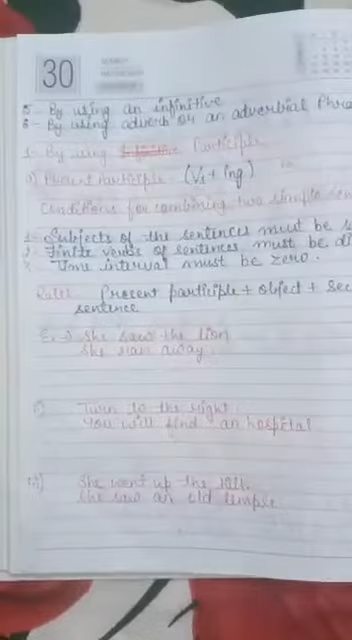 30
5- By using an infinitive
6- By using adverb or an adverbial Phra
1- By using Participle
a) Present Participle - (V1 + ing)
Conditions for combining two simple sen
1- Subjects of the sentences must be s
2- Finite verbs of sentences must be di
3. Time interval must be zero.
Rules Present participle + object + sec
sentence
Ex. i) She saw the lion
She ran away.
ii) Turn to the right.
You will find an hospital
iii) She went up the hill.
She saw an old temple